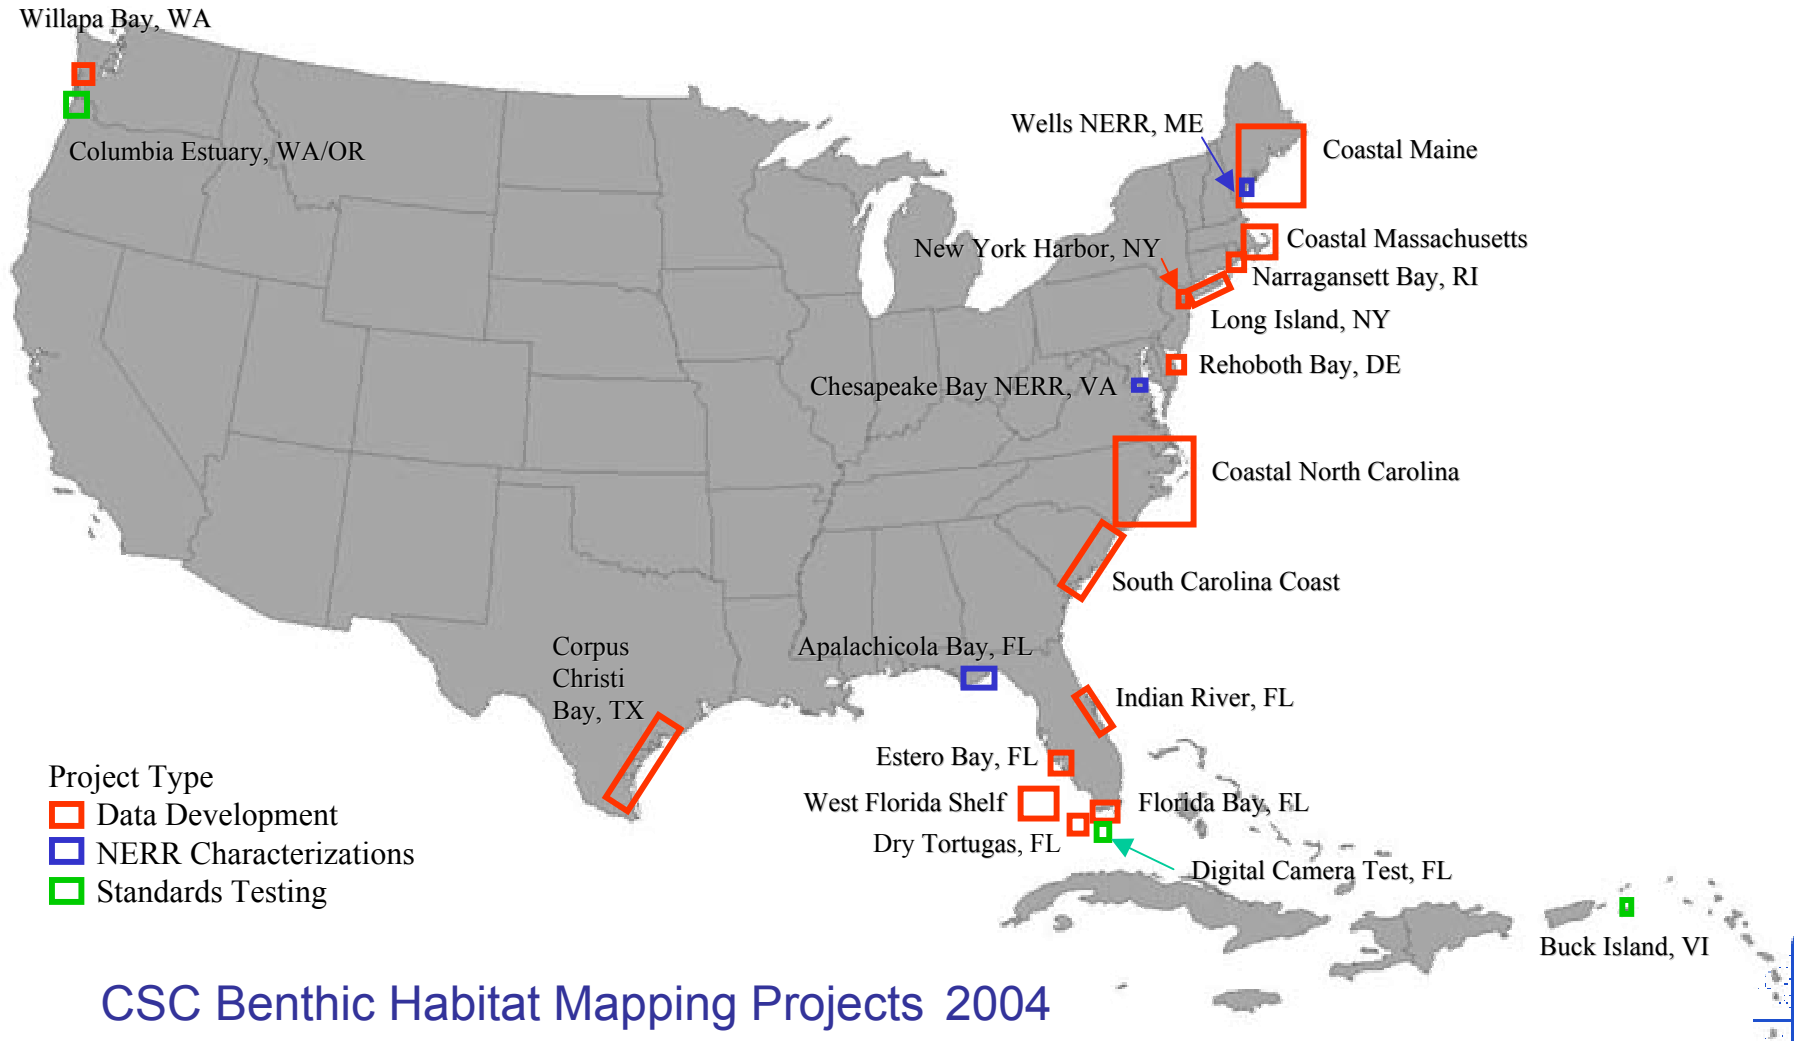 Willapa Bay, WA
Columbia Estuary, WA/OR
Wells NERR, ME
Coastal Maine
New York Harbor, NY
Coastal Massachusetts
Narragansett Bay, RI
Long Island, NY
Rehoboth Bay, DE
Chesapeake Bay NERR, VA
Coastal North Carolina
South Carolina Coast
Corpus
Christi
Bay, TX
Apalachicola Bay, FL
Indian River, FL
Estero Bay, FL
West Florida Shelf
Florida Bay, FL
Dry Tortugas, FL
Digital Camera Test, FL
Buck Island, VI
Project Type
Data Development
NERR Characterizations
Standards Testing
CSC Benthic Habitat Mapping Projects 2004